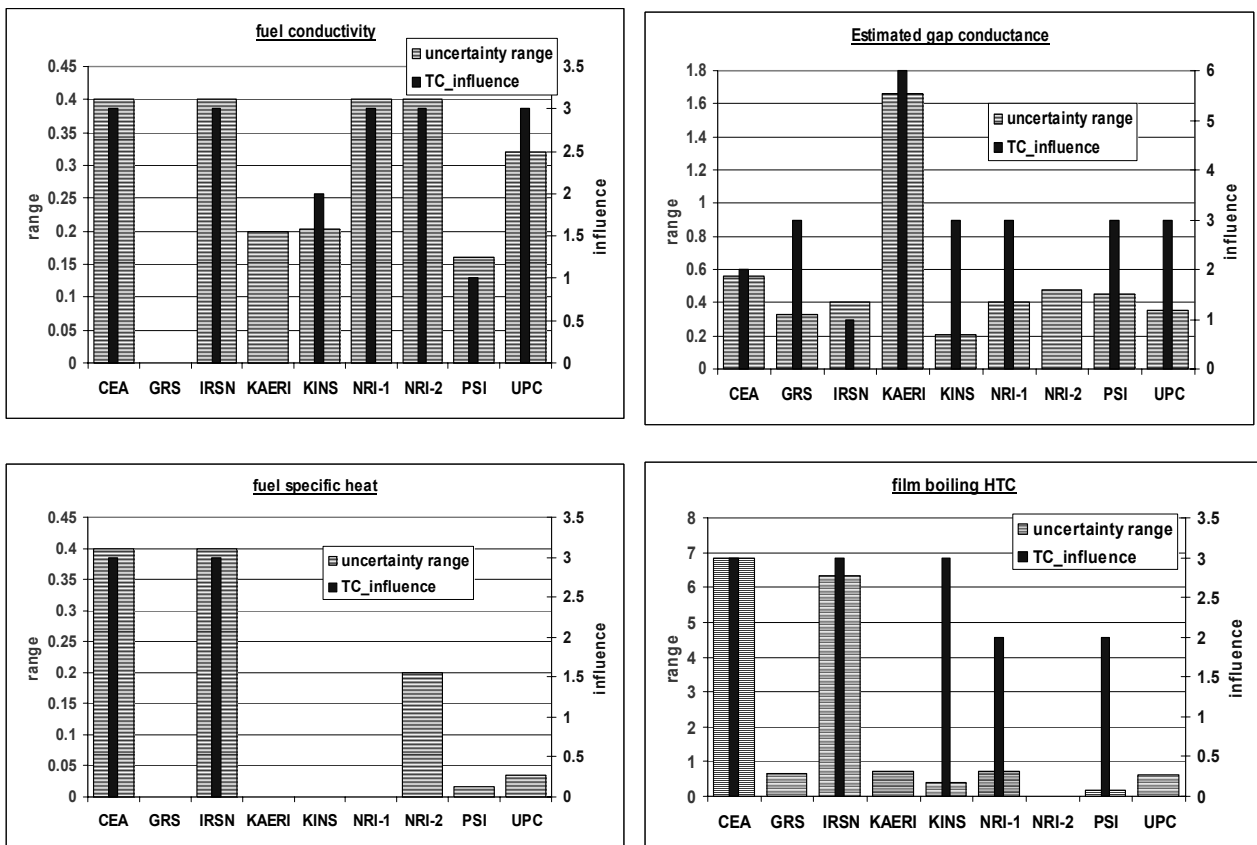 fuel conductivity
uncertainty range
TC_influence
0.45
0.4
0.35
0.3
0.25
0.2
0.15
0.1
0.05
0
3.5
3
2.5
2
1.5
1
0.5
0
range
influence
CEA GRS IRSN KAERI KINS NRI-1 NRI-2 PSI UPC
Estimated gap conductance
uncertainty range
TC_influence
1.8
1.6
1.4
1.2
1
0.8
0.6
0.4
0.2
0
6
5
4
3
2
1
0
range
influence
CEA GRS IRSN KAERI KINS NRI-1 NRI-2 PSI UPC
fuel specific heat
uncertainty range
TC_influence
0.45
0.4
0.35
0.3
0.25
0.2
0.15
0.1
0.05
0
3.5
3
2.5
2
1.5
1
0.5
0
range
influence
CEA GRS IRSN KAERI KINS NRI-1 NRI-2 PSI UPC
film boiling HTC
uncertainty range
TC_influence
8
7
6
5
4
3
2
1
0
3.5
3
2.5
2
1.5
1
0.5
0
range
influence
CEA GRS IRSN KAERI KINS NRI-1 NRI-2 PSI UPC